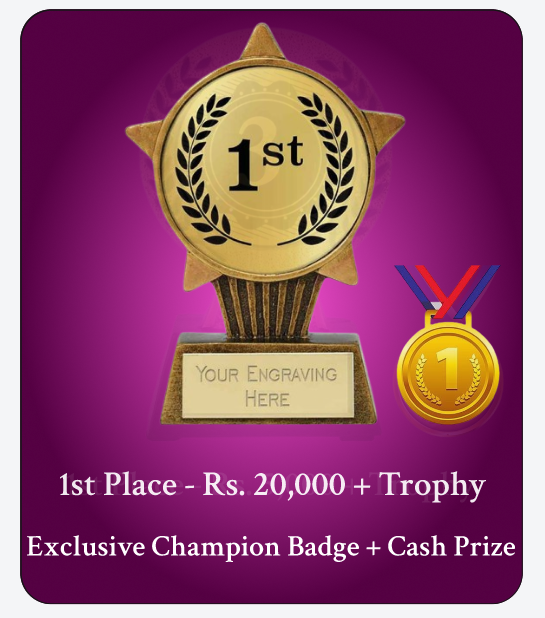 1st
YOUR ENGRAVING
HERE
1
1st Place - Rs. 20,000 + Trophy
Exclusive Champion Badge + Cash Prize